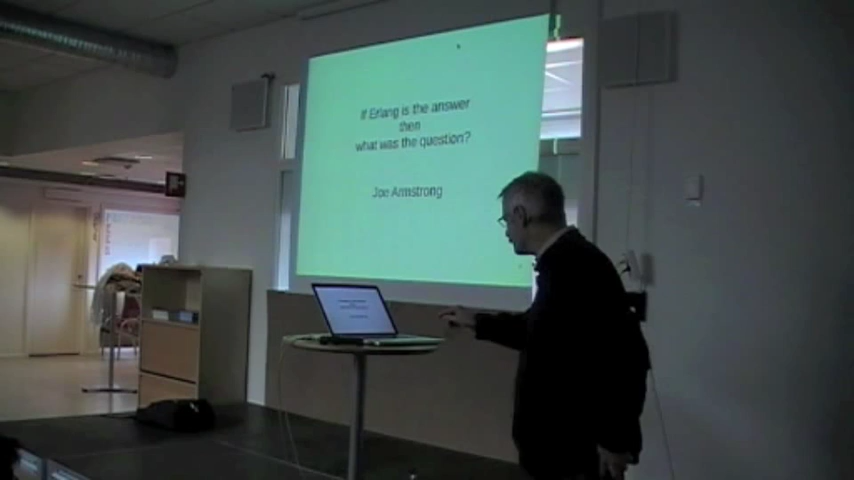 If Erlang is the answer
then
what was the question?
Joe Armstrong